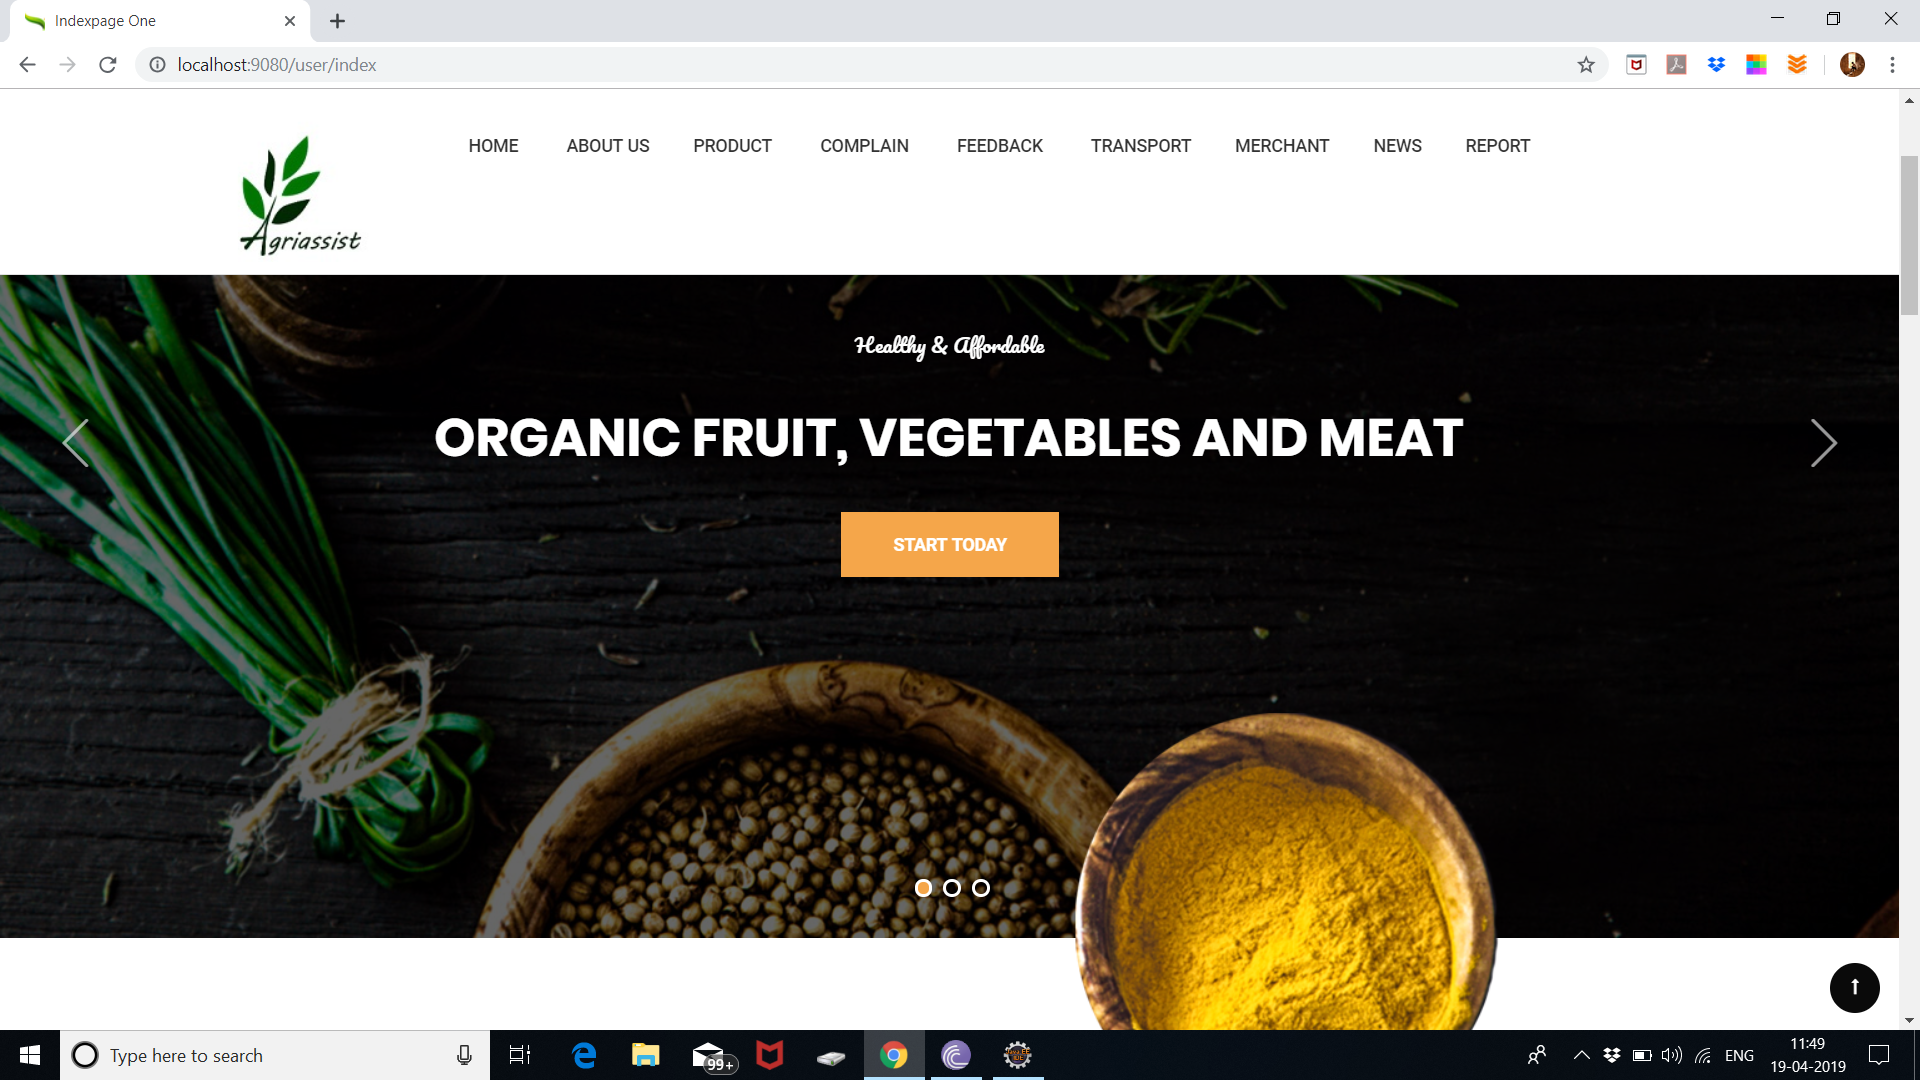 Indexpage One
localhost:9080/user/index
HOME ABOUT US PRODUCT COMPLAIN FEEDBACK TRANSPORT MERCHANT NEWS REPORT
Agriassist
Healthy & Affordable
ORGANIC FRUIT, VEGETABLES AND MEAT
START TODAY
Type here to search
99+
ENG
11:49
19-04-2019